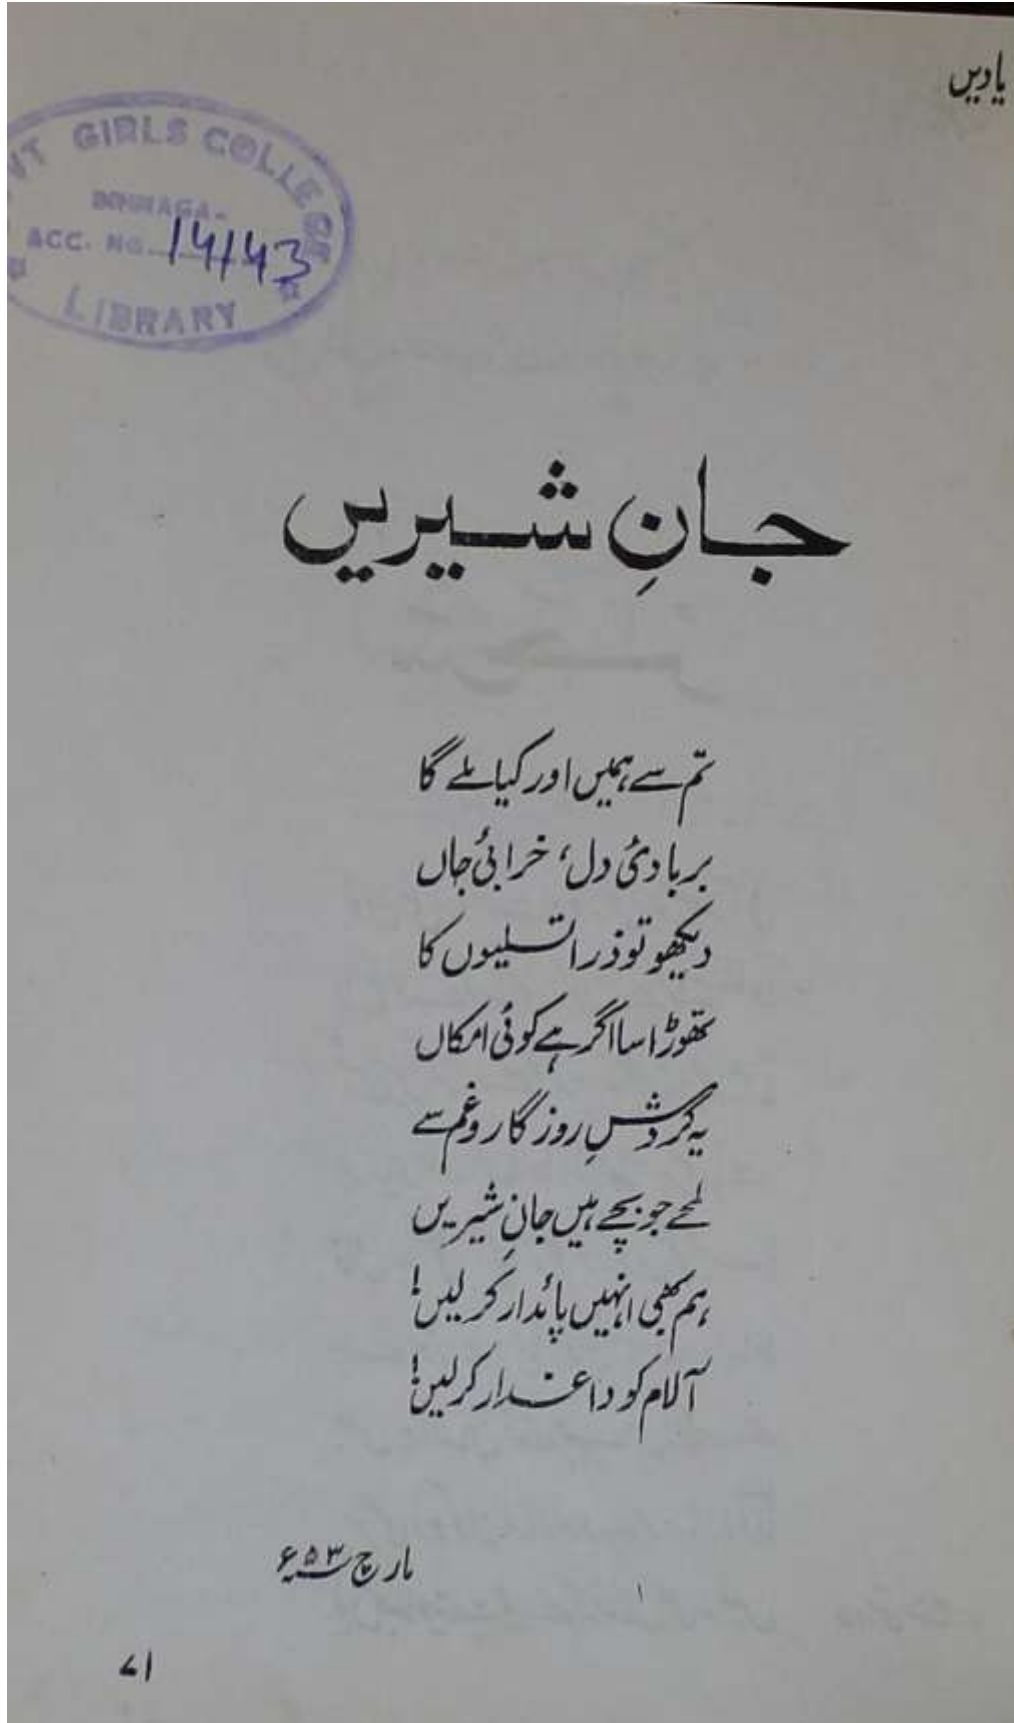 یادیں
GIRLS COLLEGE
ACC. NO. 14143
LIBRARY
جانِ شیریں
تم سے ہمیں اور کیا ملے گا
بربادیٔ دل، خرابیٔ جاں
دیکھو تو ذرا تسلیوں کا
تھوڑا سا اگر ہے کوئی امکاں
یہ گردشِ روزگار و غم سے
لمحے جو بچے ہیں جانِ شیریں
ہم بھی انہیں پائدار کر لیں!
آلام کو داغدار کر لیں!
مارچ ۵۳ء
۷۱